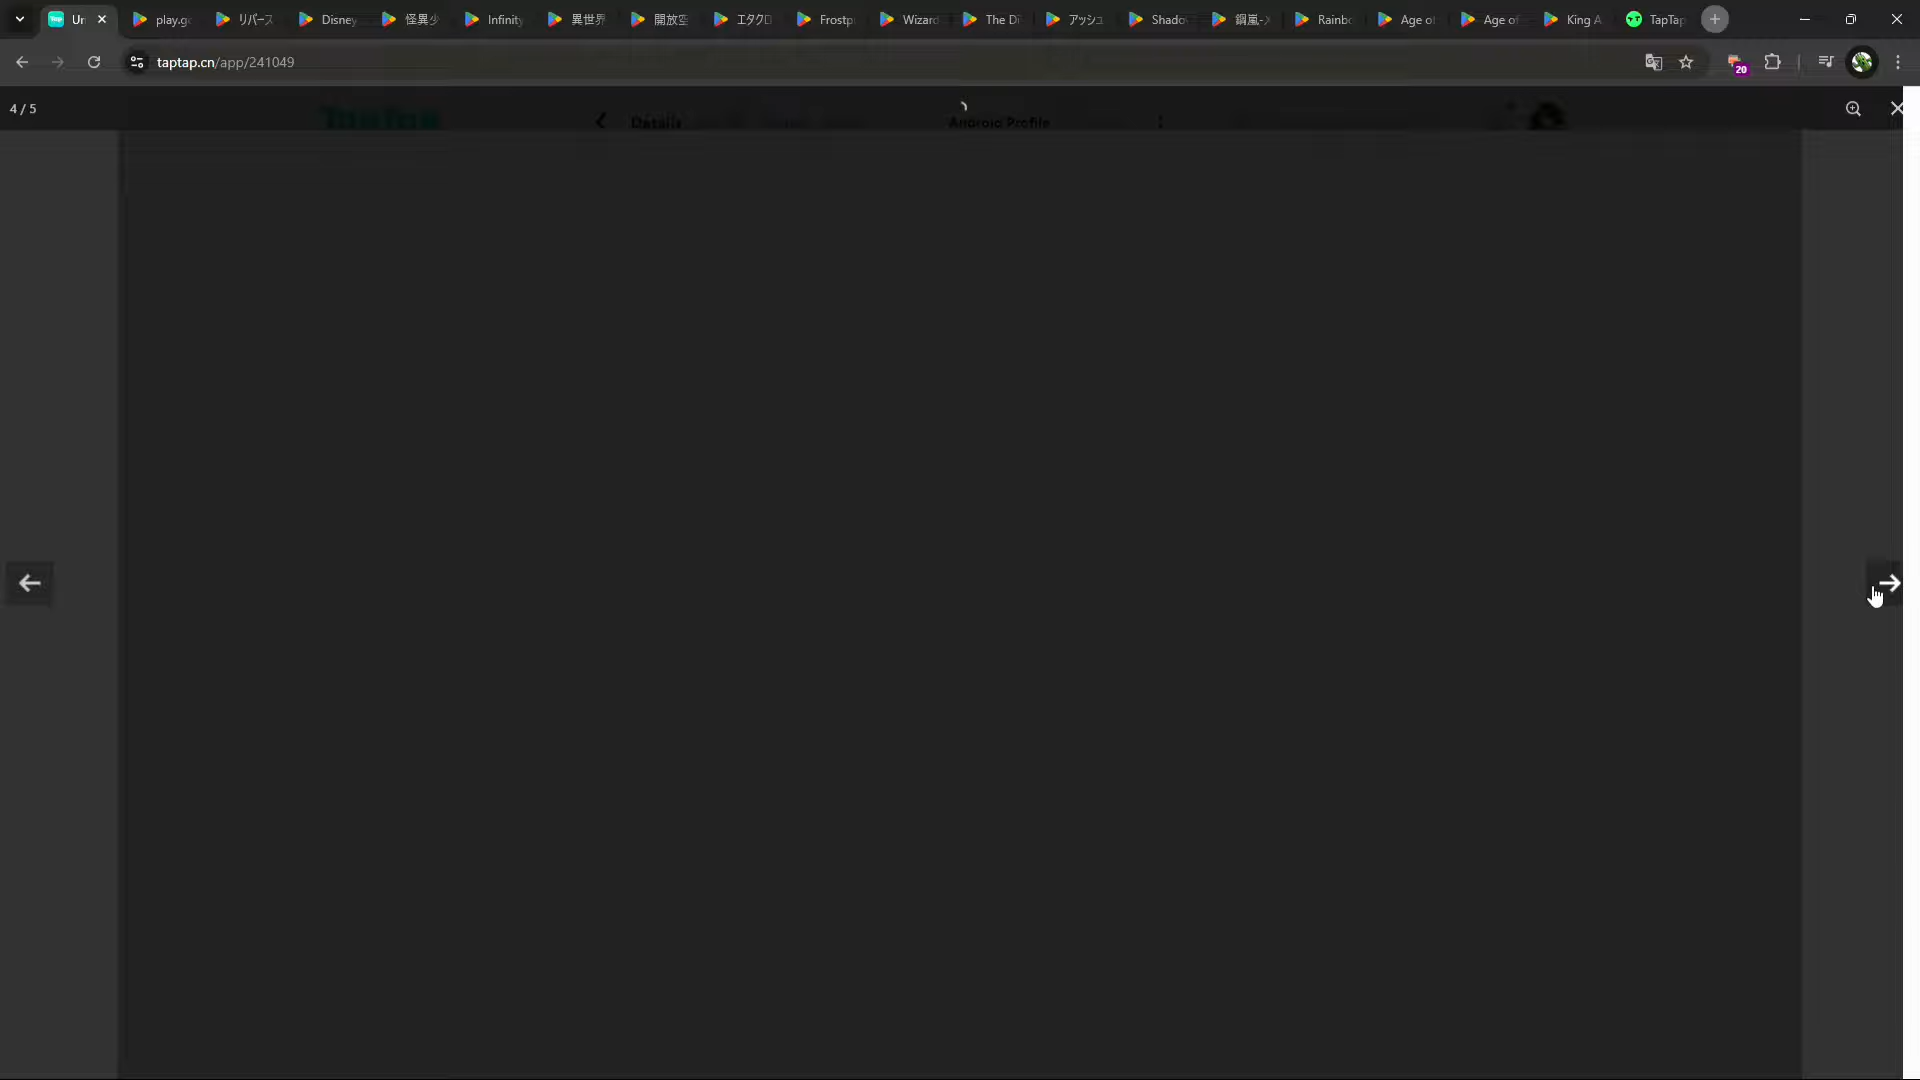 Un
play.g
リバース
Disney
怪異少
Infinity
異世界
開放空
エタクロ
Frostp
Wizard
The Di
アッシュ
Shado
鋼嵐-
Rainbo
Age of
Age of
King A
TapTap
taptap.cn/app/241049
20
4 / 5
TapTap
Details
Android Profile